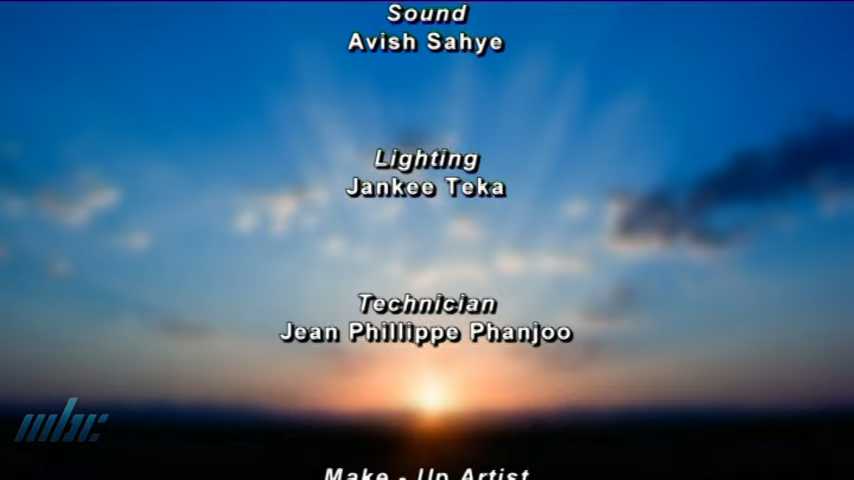 Sound
Avish Sahye
Lighting
Jankee Teka
Technician
Jean Phillippe Phanjoo
mbc
Make - Up Artist